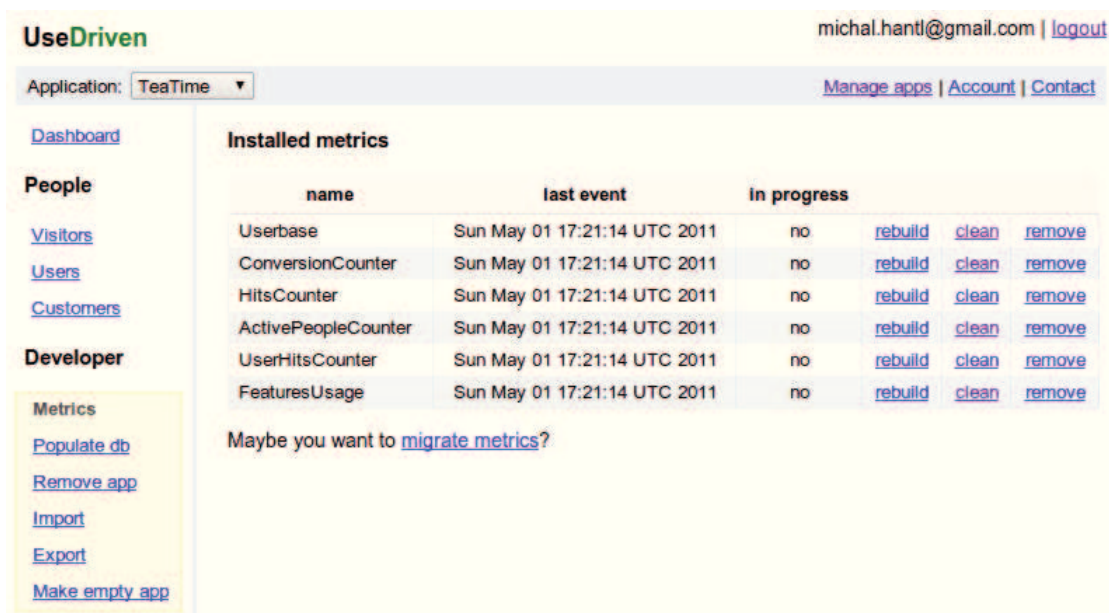 UseDriven
michal.hantl@gmail.com | logout
Application: TeaTime ▼
Manage apps | Account | Contact
Dashboard
People
Visitors
Users
Customers
Developer
Metrics
Populate db
Remove app
Import
Export
Make empty app
Installed metrics
name last event in progress
Userbase Sun May 01 17:21:14 UTC 2011 no rebuild clean remove
ConversionCounter Sun May 01 17:21:14 UTC 2011 no rebuild clean remove
HitsCounter Sun May 01 17:21:14 UTC 2011 no rebuild clean remove
ActivePeopleCounter Sun May 01 17:21:14 UTC 2011 no rebuild clean remove
UserHitsCounter Sun May 01 17:21:14 UTC 2011 no rebuild clean remove
FeaturesUsage Sun May 01 17:21:14 UTC 2011 no rebuild clean remove
Maybe you want to migrate metrics?